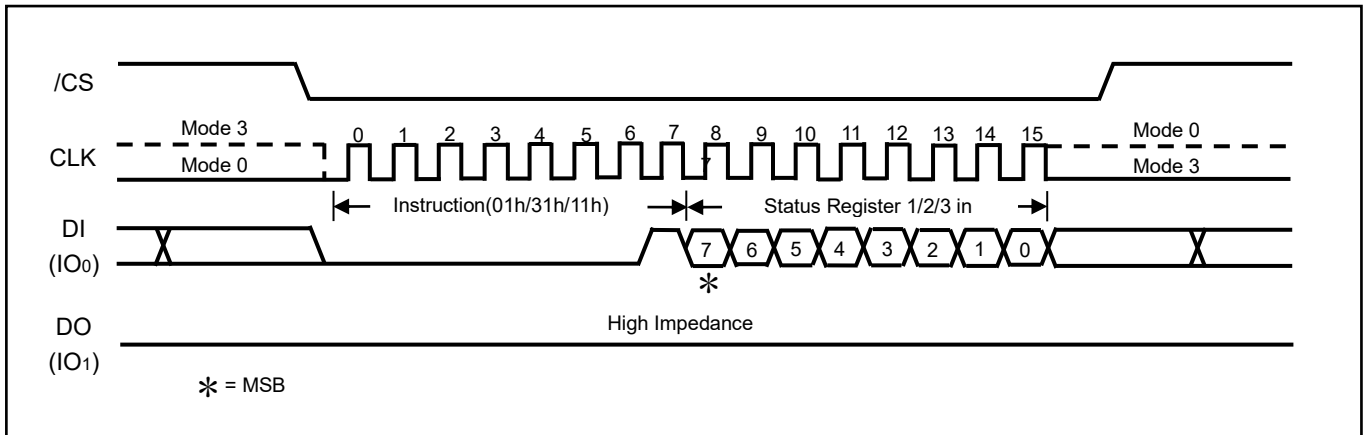 /CS
Mode 3
0 1 2 3 4 5 6 7 8 9 10 11 12 13 14 15
Mode 0
CLK
Mode 0
7
Mode 3
Instruction(01h/31h/11h)
Status Register 1/2/3 in
DI
(IO0)
7 6 5 4 3 2 1 0
*
High Impedance
DO
(IO1)
* = MSB